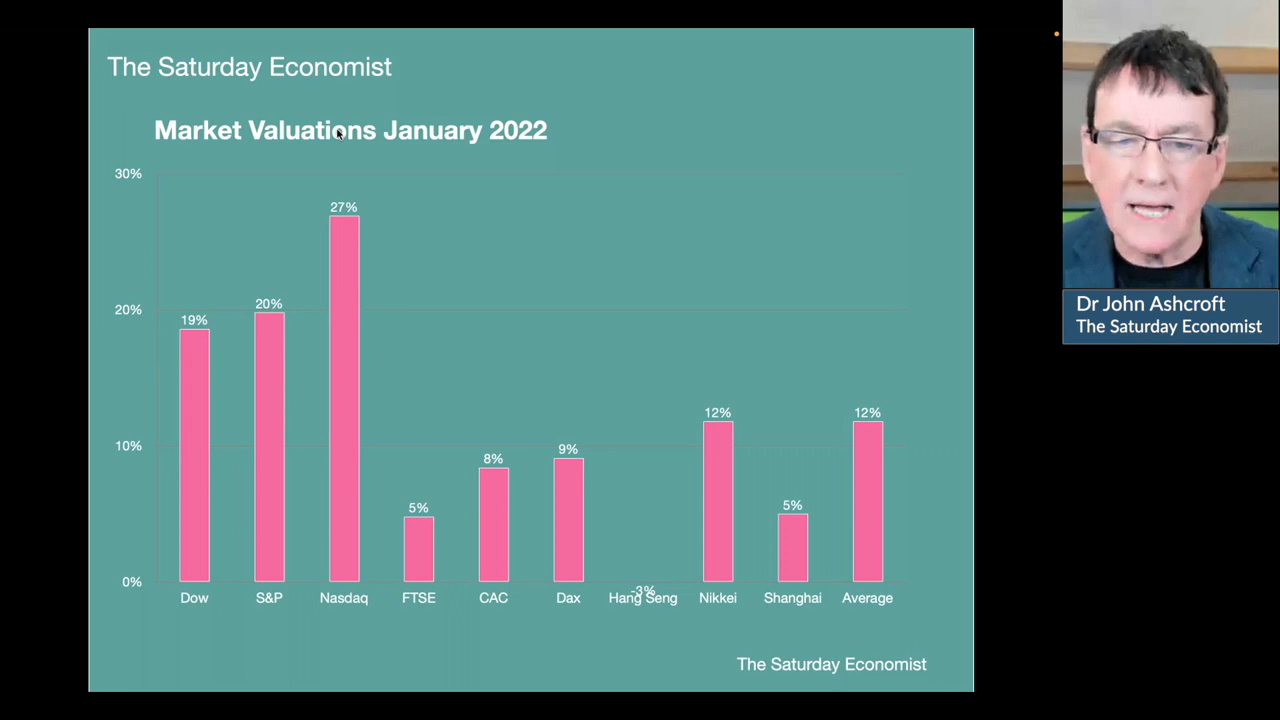 The Saturday Economist
Market Valuations January 2022
30%
27%
20%
20%
19%
12%
12%
10%
9%
8%
5%
5%
0%
-3%
Dow S&P Nasdaq FTSE CAC Dax Hang Seng Nikkei Shanghai Average
The Saturday Economist
Dr John Ashcroft
The Saturday Economist